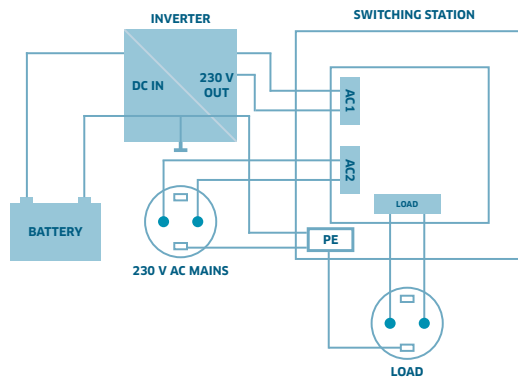 INVERTER
SWITCHING STATION
DC IN
230 V
OUT
AC1
AC2
LOAD
BATTERY
PE
230 V AC MAINS
LOAD